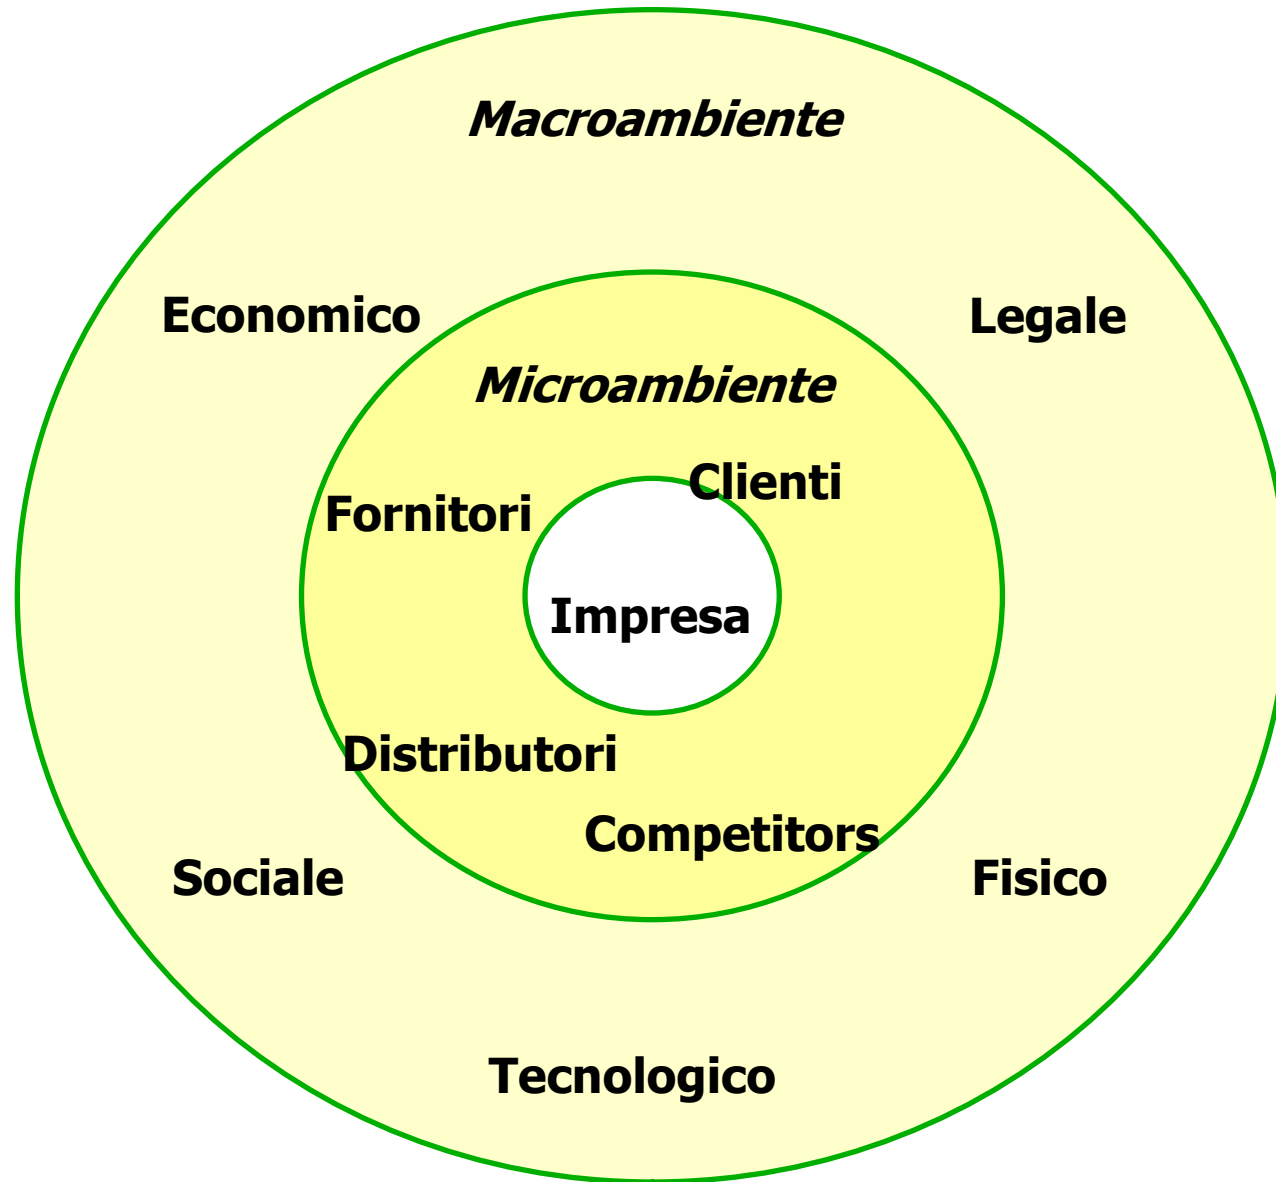 Macroambiente
Economico
Legale
Microambiente
Clienti
Fornitori
Impresa
Distributori
Competitors
Sociale
Fisico
Tecnologico